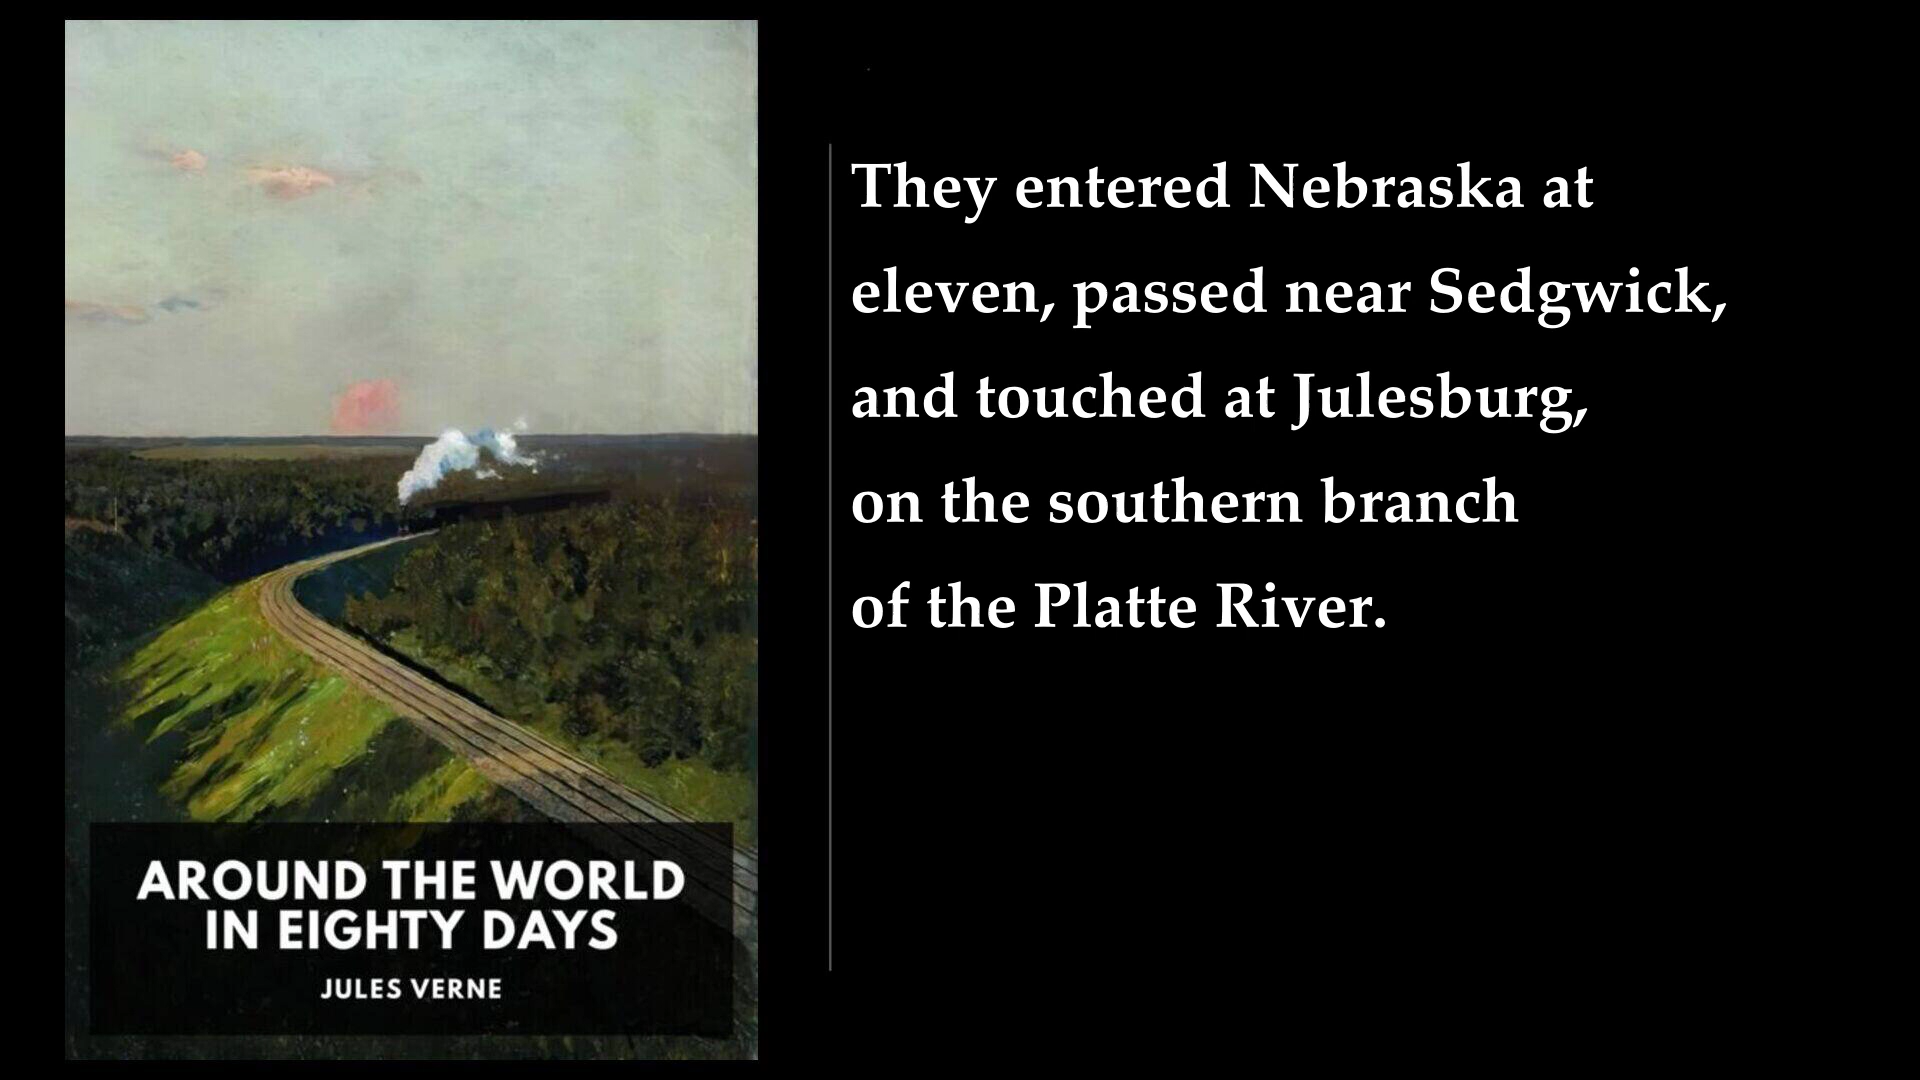 They entered Nebraska at
eleven, passed near Sedgwick,
and touched at Julesburg,
on the southern branch
of the Platte River.
AROUND THE WORLD
IN EIGHTY DAYS
JULES VERNE